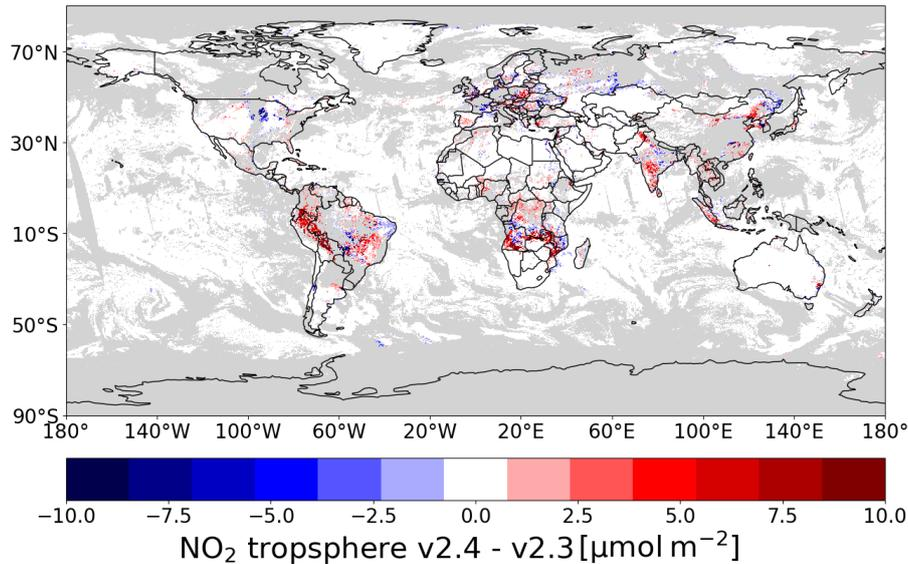 70°N
30°N
10°S
50°S
90°S
180° 140°W 100°W 60°W 20°W 20°E 60°E 100°E 140°E 180°
−10.0 −7.5 −5.0 −2.5 0.0 2.5 5.0 7.5 10.0
NO₂ tropsphere v2.4 - v2.3 [µmol m⁻²]